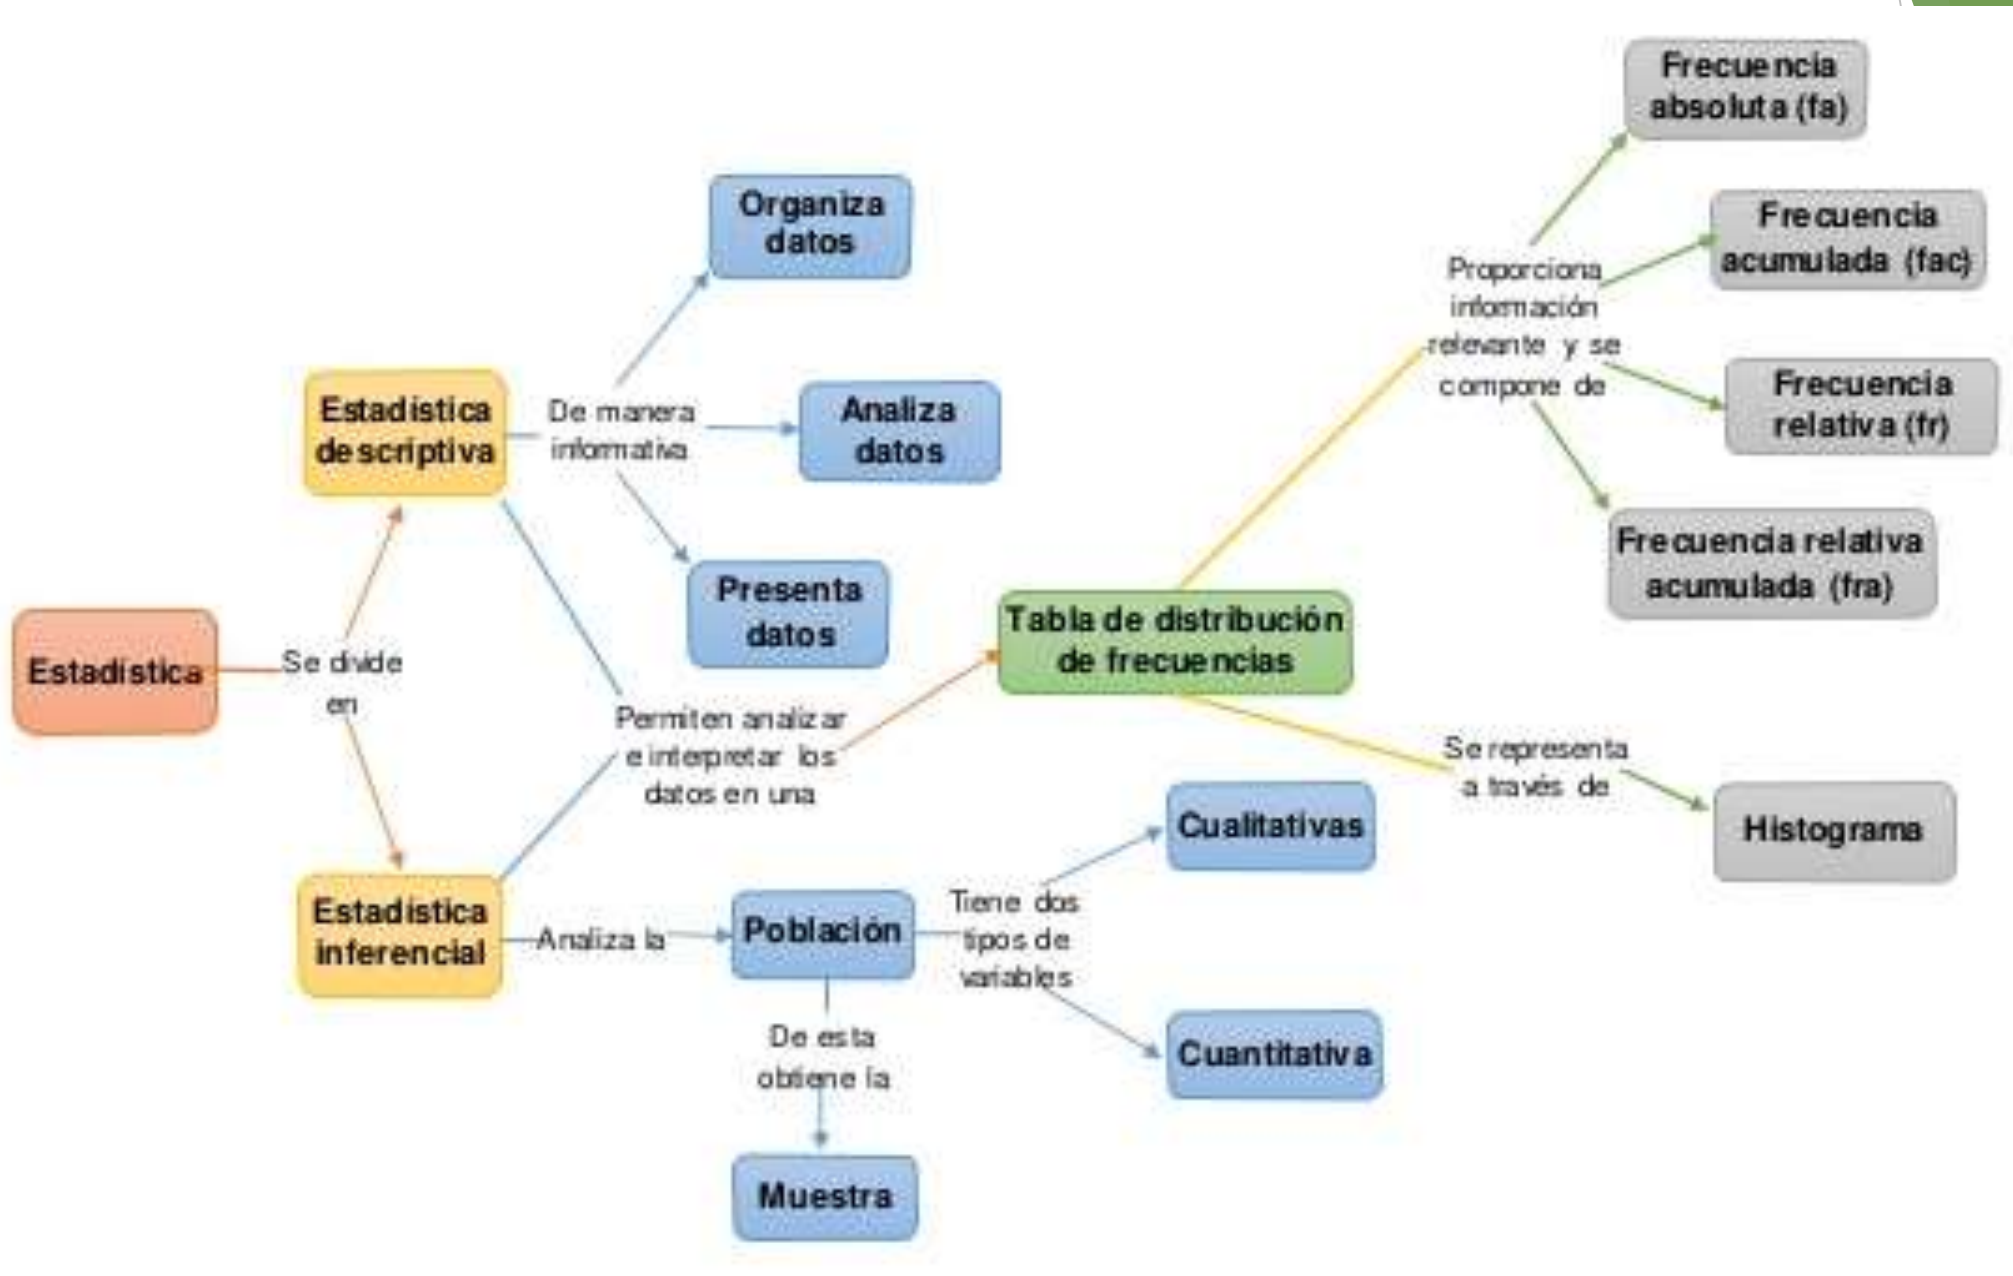 Estadística
Se divide
en
Estadística
descriptiva
De manera
informativa
Organiza
datos
Analiza
datos
Presenta
datos
Estadística
inferencial
Analiza la
Población
De esta
obtiene la
Muestra
Tiene dos
tipos de
variables
Cualitativas
Cuantitativa
Permiten analizar
e interpretar los
datos en una
Tabla de distribución
de frecuencias
Proporciona
información
relevante y se
compone de
Frecuencia
absoluta (fa)
Frecuencia
acumulada (fac)
Frecuencia
relativa (fr)
Frecuencia relativa
acumulada (fra)
Se representa
a través de
Histograma